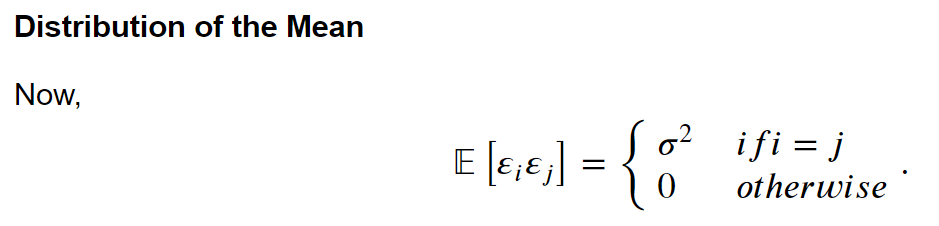 Distribution of the Mean
Now,
𝔼 [εᵢεⱼ] = { σ² if i = j
0 otherwise .